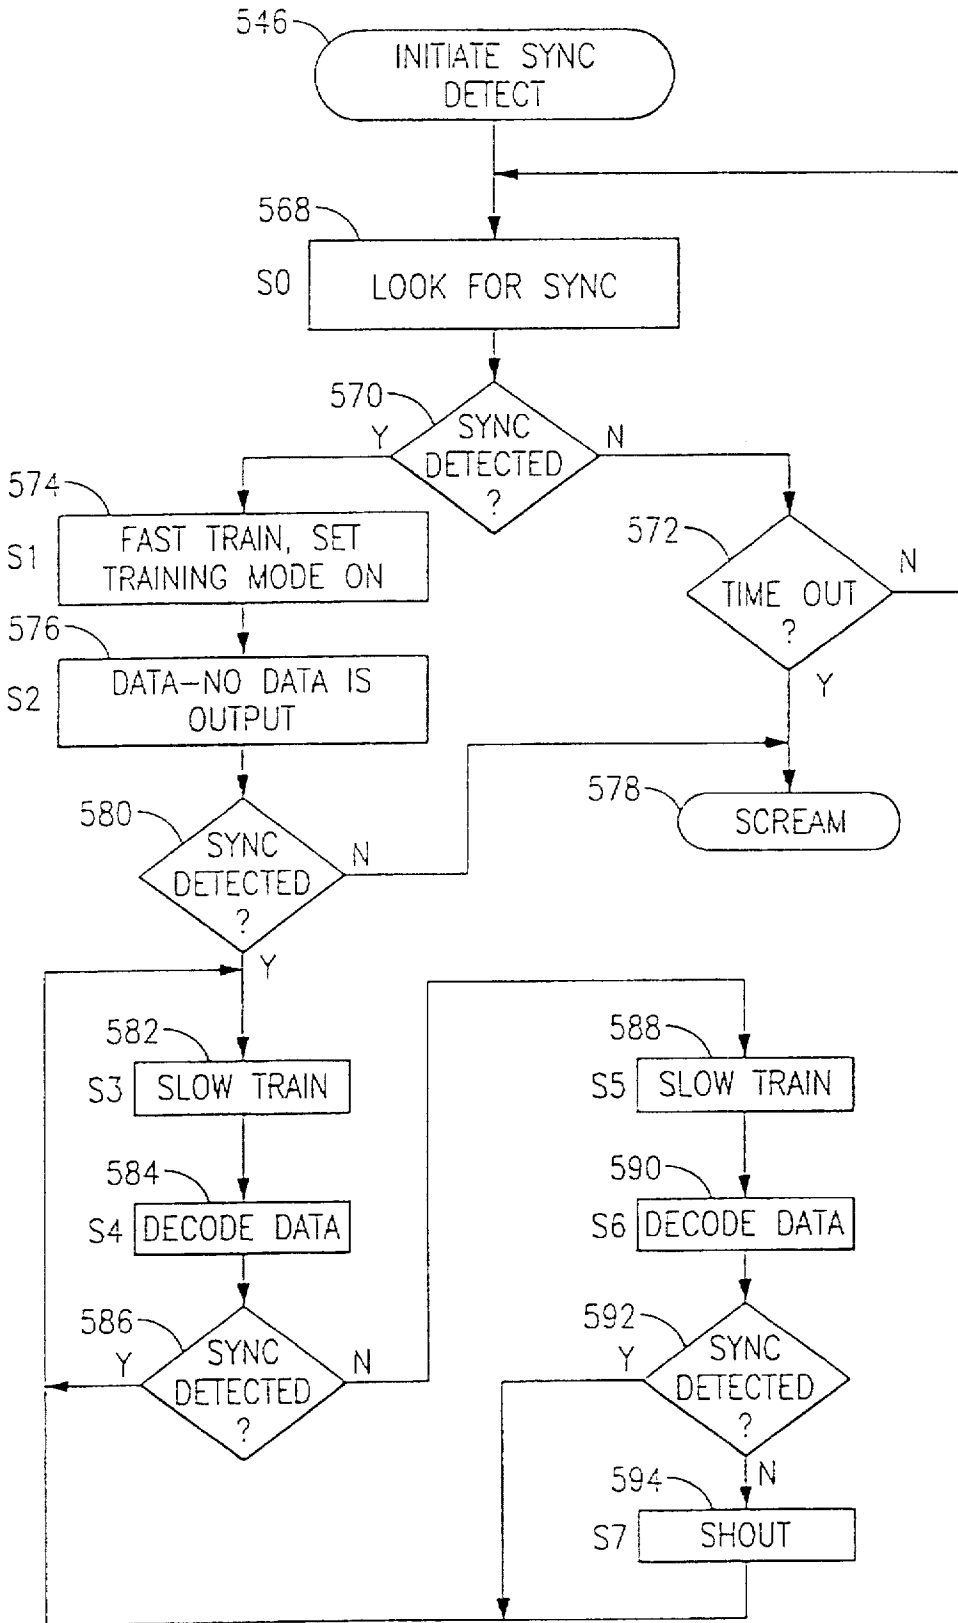 546
INITIATE SYNC
DETECT
568
S0
LOOK FOR SYNC
570
SYNC
DETECTED
?
Y
N
574
S1
FAST TRAIN, SET
TRAINING MODE ON
572
TIME OUT
?
N
Y
576
S2
DATA-NO DATA IS
OUTPUT
578
SCREAM
580
SYNC
DETECTED
?
N
Y
582
S3
SLOW TRAIN
588
S5
SLOW TRAIN
584
S4
DECODE DATA
590
S6
DECODE DATA
586
SYNC
DETECTED
?
Y
N
592
SYNC
DETECTED
?
Y
N
594
S7
SHOUT